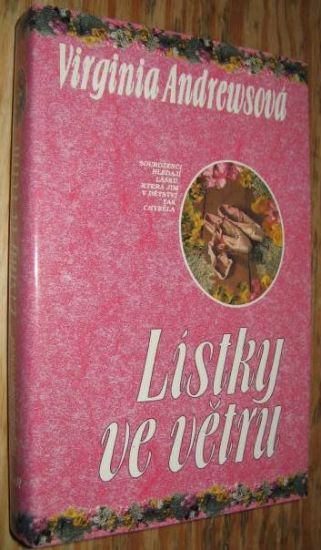 Virginia Andrewsová
SOUROZENCI
HLEDAJÍ
LÁSKU,
KTERÁ JIM
V DĚTSTVÍ
TAK
CHYBĚLA
Lístky
ve větru